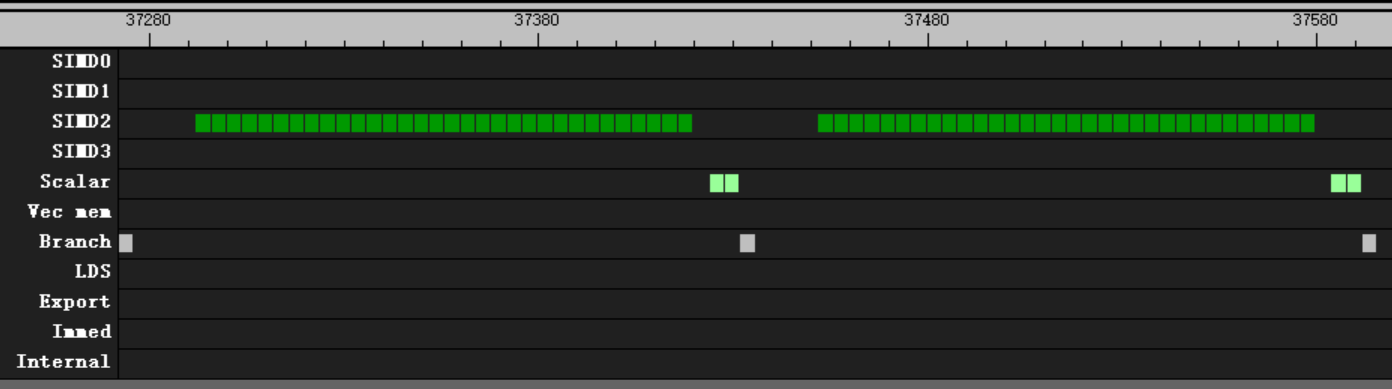 37280 37380 37480 37580
SIMD0
SIMD1
SIMD2
SIMD3
Scalar
Vec mem
Branch
LDS
Export
Immed
Internal